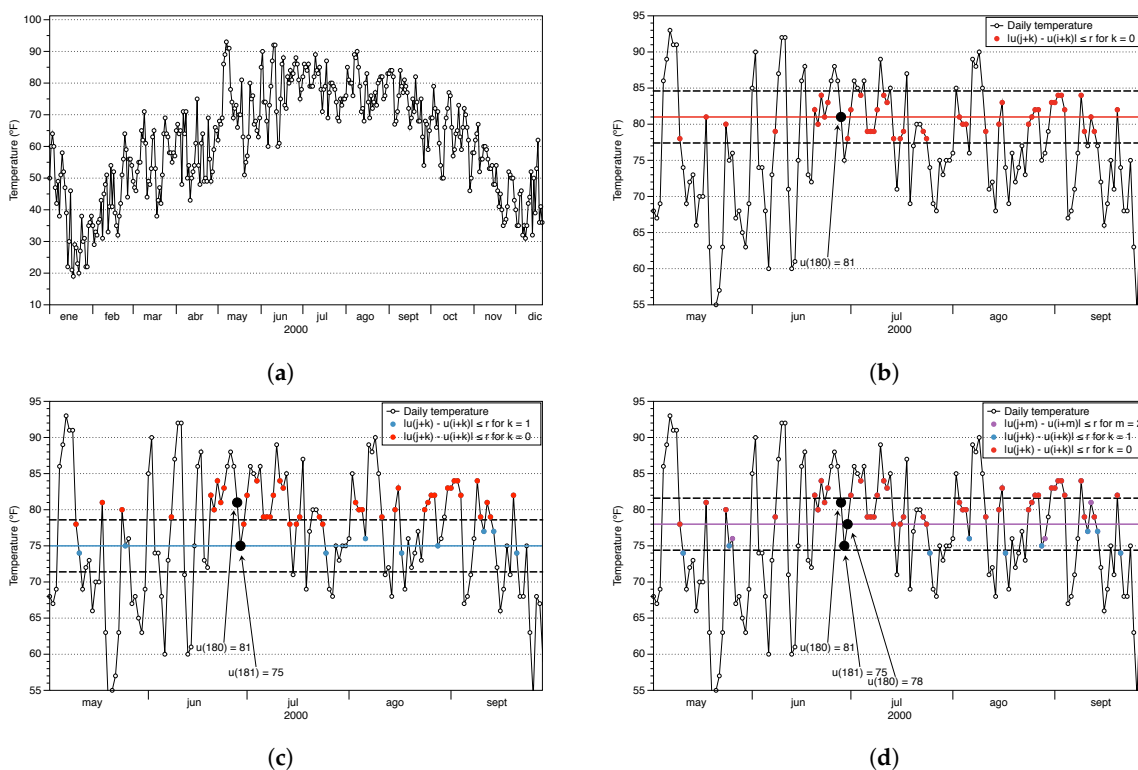 100
90
80
70
60
50
40
30
20
10
Temperature (°F)
ene feb mar abr may jun jul ago sept oct nov dic
2000
(a)
Daily temperature
|u(j+k) - u(i+k)| ≤ r for k = 0
95
90
85
80
75
70
65
60
55
Temperature (°F)
u(180) = 81
may jun jul ago sept
2000
(b)
Daily temperature
|u(j+k) - u(i+k)| ≤ r for k = 1
|u(j+k) - u(i+k)| ≤ r for k = 0
95
90
85
80
75
70
65
60
55
Temperature (°F)
u(180) = 81
u(181) = 75
may jun jul ago sept
2000
(c)
Daily temperature
|u(j+m) - u(i+m)| ≤ r for m = 2
|u(j+k) - u(i+k)| ≤ r for k = 1
|u(j+k) - u(i+k)| ≤ r for k = 0
95
90
85
80
75
70
65
60
55
Temperature (°F)
u(180) = 81
u(181) = 75
u(180) = 78
may jun jul ago sept
2000
(d)